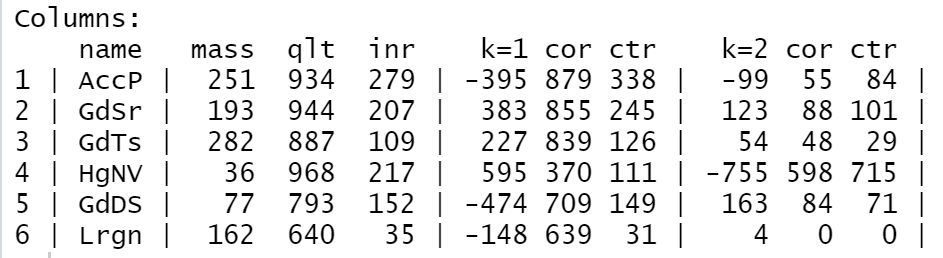 Columns:
    name   mass  qlt  inr    k=1 cor ctr    k=2 cor ctr
1 | AccP |  251  934  279 | -395 879 338 |  -99  55  84 |
2 | GdSr |  193  944  207 |  383 855 245 |  123  88 101 |
3 | GdTs |  282  887  109 |  227 839 126 |   54  48  29 |
4 | HgNV |   36  968  217 |  595 370 111 | -755 598 715 |
5 | GdDS |   77  793  152 | -474 709 149 |  163  84  71 |
6 | Lrgn |  162  640   35 | -148 639  31 |    4   0   0 |